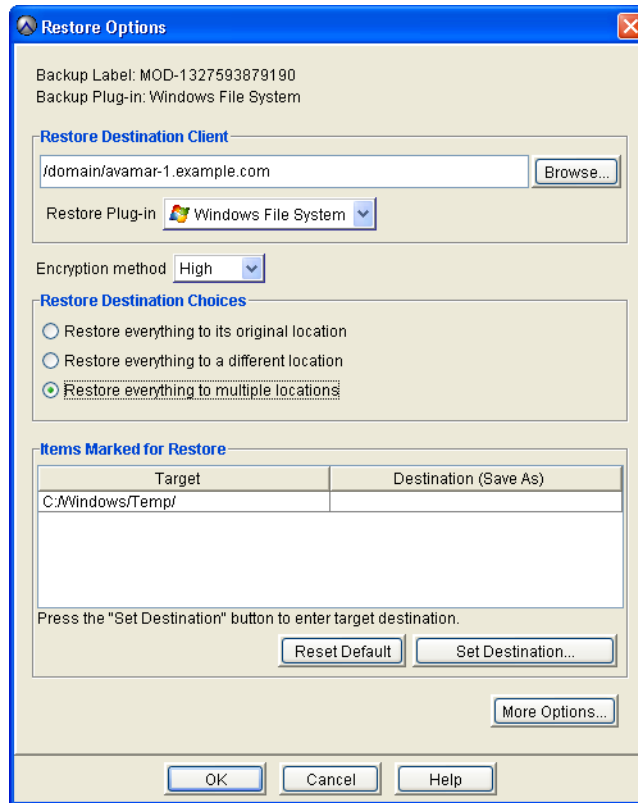 Restore Options
Backup Label: MOD-1327593879190
Backup Plug-in: Windows File System
Restore Destination Client
/domain/avamar-1.example.com
Browse...
Restore Plug-in Windows File System
Encryption method High
Restore Destination Choices
Restore everything to its original location
Restore everything to a different location
Restore everything to multiple locations
Items Marked for Restore
Target Destination (Save As)
C:/Windows/Temp/
Press the "Set Destination" button to enter target destination.
Reset Default Set Destination...
More Options...
OK Cancel Help